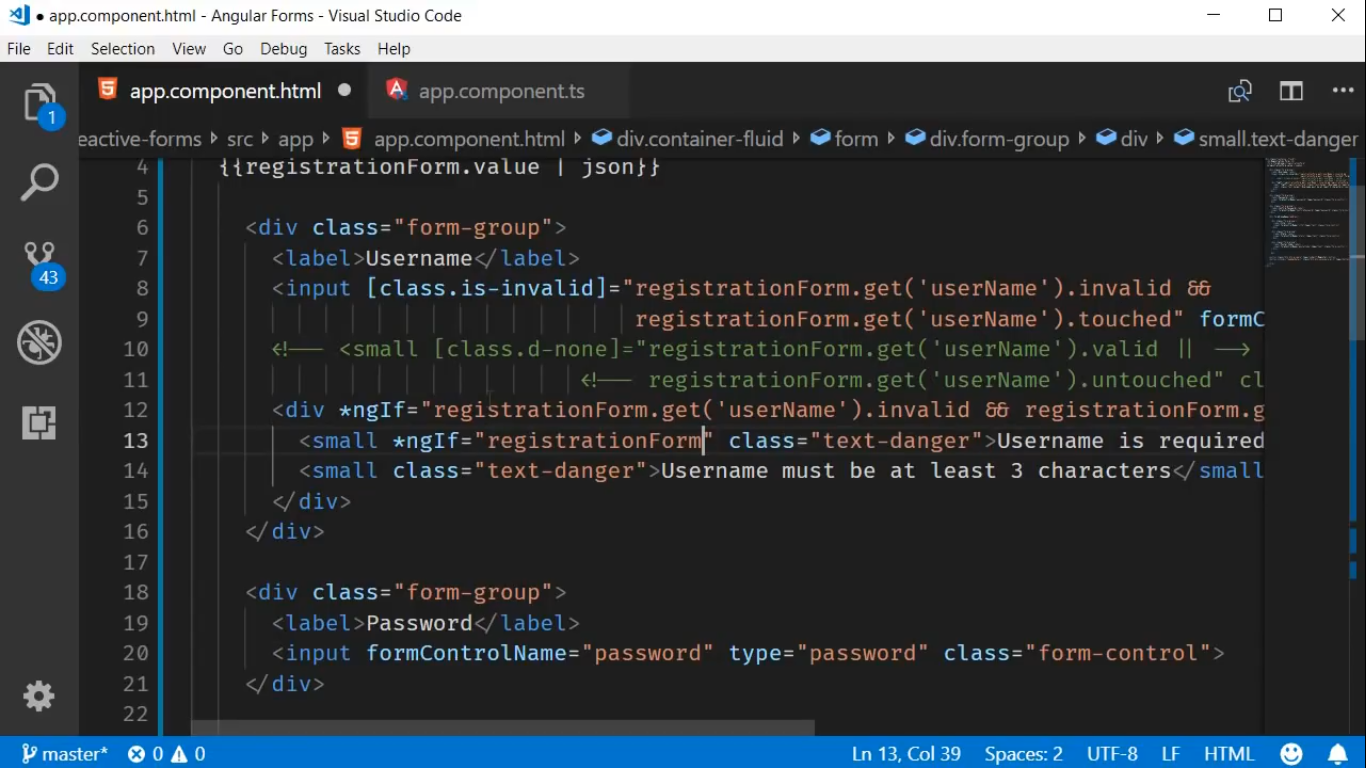 app.component.html - Angular Forms - Visual Studio Code
File Edit Selection View Go Debug Tasks Help
1
app.component.html app.component.ts
eactive-forms src app app.component.html div.container-fluid form div.form-group div small.text-danger
4 {{registrationForm.value | json}}
5
6 <div class="form-group">
7 <label>Username</label>
8 <input [class.is-invalid]="registrationForm.get('userName').invalid &&
9 registrationForm.get('userName').touched" formC
10 <!-- <small [class.d-none]="registrationForm.get('userName').valid || -->
11 <!-- registrationForm.get('userName').untouched" cl
12 <div *ngIf="registrationForm.get('userName').invalid && registrationForm.g
13 <small *ngIf="registrationForm" class="text-danger">Username is required
14 <small class="text-danger">Username must be at least 3 characters</small
15 </div>
16 </div>
17
18 <div class="form-group">
19 <label>Password</label>
20 <input formControlName="password" type="password" class="form-control">
21 </div>
22
43
master* 0 0 Ln 13, Col 39 Spaces: 2 UTF-8 LF HTML